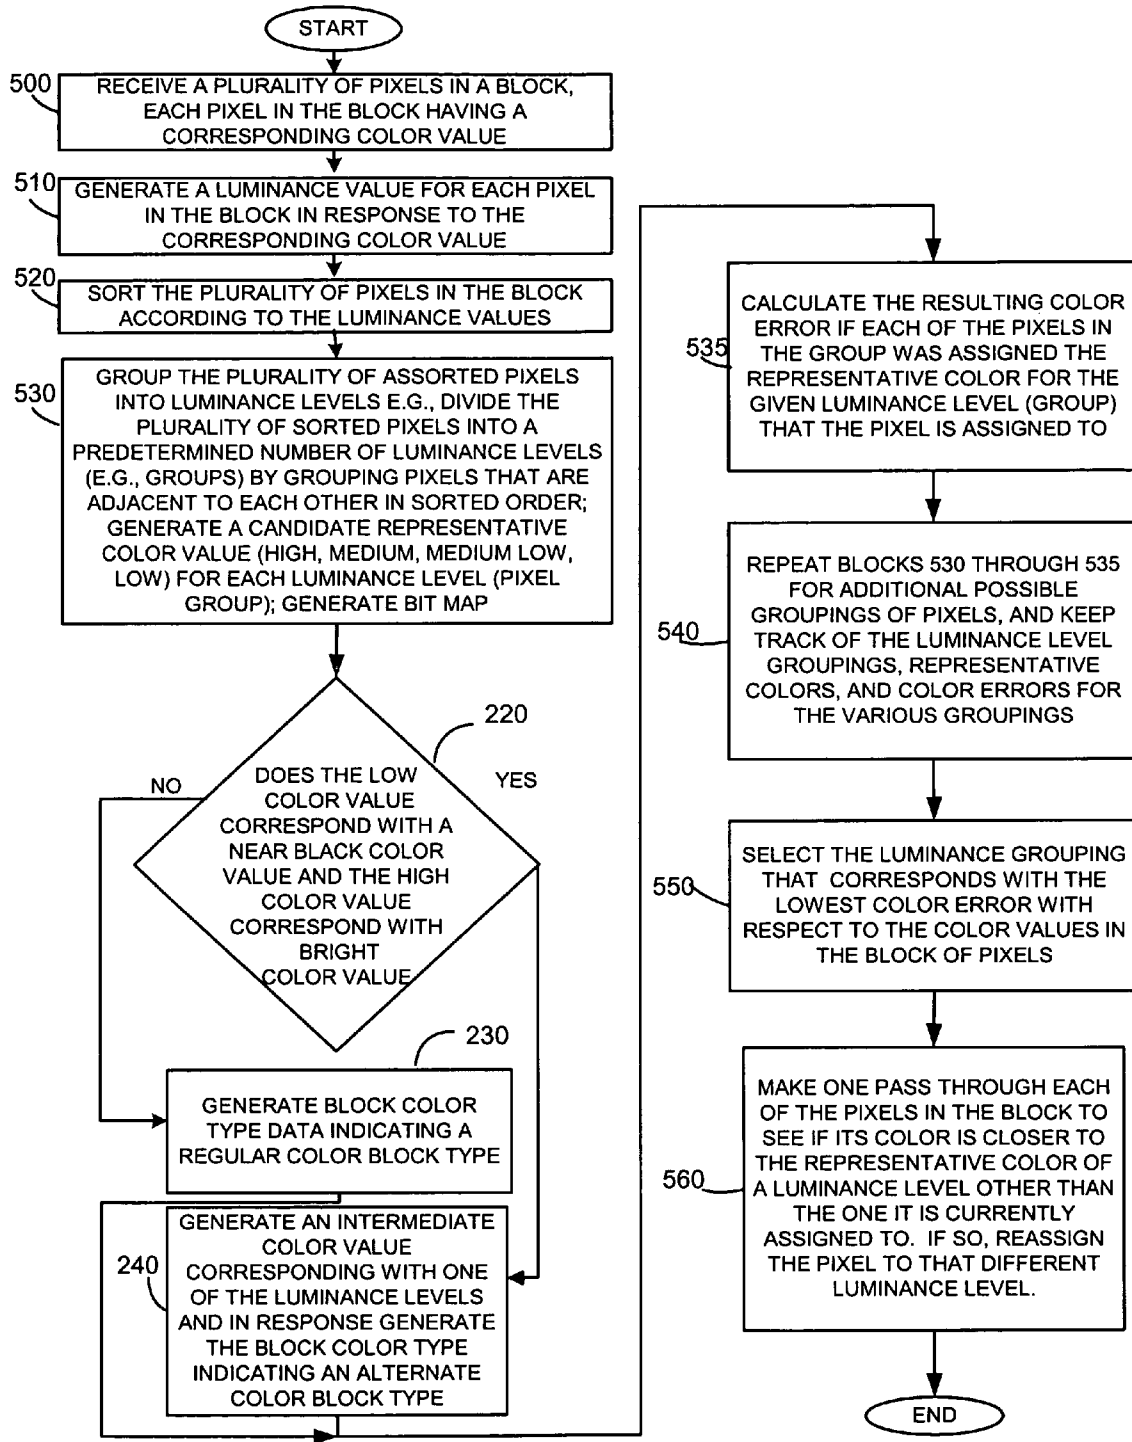 START
500
RECEIVE A PLURALITY OF PIXELS IN A BLOCK,
EACH PIXEL IN THE BLOCK HAVING A
CORRESPONDING COLOR VALUE
510
GENERATE A LUMINANCE VALUE FOR EACH PIXEL
IN THE BLOCK IN RESPONSE TO THE
CORRESPONDING COLOR VALUE
520
SORT THE PLURALITY OF PIXELS IN THE BLOCK
ACCORDING TO THE LUMINANCE VALUES
530
GROUP THE PLURALITY OF ASSORTED PIXELS
INTO LUMINANCE LEVELS E.G., DIVIDE THE
PLURALITY OF SORTED PIXELS INTO A
PREDETERMINED NUMBER OF LUMINANCE LEVELS
(E.G., GROUPS) BY GROUPING PIXELS THAT ARE
ADJACENT TO EACH OTHER IN SORTED ORDER;
GENERATE A CANDIDATE REPRESENTATIVE
COLOR VALUE (HIGH, MEDIUM, MEDIUM LOW,
LOW) FOR EACH LUMINANCE LEVEL (PIXEL
GROUP); GENERATE BIT MAP
220
NO
YES
DOES THE LOW
COLOR VALUE
CORRESPOND WITH A
NEAR BLACK COLOR
VALUE AND THE HIGH
COLOR VALUE
CORRESPOND WITH
BRIGHT
COLOR VALUE
230
GENERATE BLOCK COLOR
TYPE DATA INDICATING A
REGULAR COLOR BLOCK TYPE
240
GENERATE AN INTERMEDIATE
COLOR VALUE
CORRESPONDING WITH ONE
OF THE LUMINANCE LEVELS
AND IN RESPONSE GENERATE
THE BLOCK COLOR TYPE
INDICATING AN ALTERNATE
COLOR BLOCK TYPE
535
CALCULATE THE RESULTING COLOR
ERROR IF EACH OF THE PIXELS IN
THE GROUP WAS ASSIGNED THE
REPRESENTATIVE COLOR FOR THE
GIVEN LUMINANCE LEVEL (GROUP)
THAT THE PIXEL IS ASSIGNED TO
540
REPEAT BLOCKS 530 THROUGH 535
FOR ADDITIONAL POSSIBLE
GROUPINGS OF PIXELS, AND KEEP
TRACK OF THE LUMINANCE LEVEL
GROUPINGS, REPRESENTATIVE
COLORS, AND COLOR ERRORS FOR
THE VARIOUS GROUPINGS
550
SELECT THE LUMINANCE GROUPING
THAT CORRESPONDS WITH THE
LOWEST COLOR ERROR WITH
RESPECT TO THE COLOR VALUES IN
THE BLOCK OF PIXELS
560
MAKE ONE PASS THROUGH EACH
OF THE PIXELS IN THE BLOCK TO
SEE IF ITS COLOR IS CLOSER TO
THE REPRESENTATIVE COLOR OF
A LUMINANCE LEVEL OTHER THAN
THE ONE IT IS CURRENTLY
ASSIGNED TO. IF SO, REASSIGN
THE PIXEL TO THAT DIFFERENT
LUMINANCE LEVEL.
END